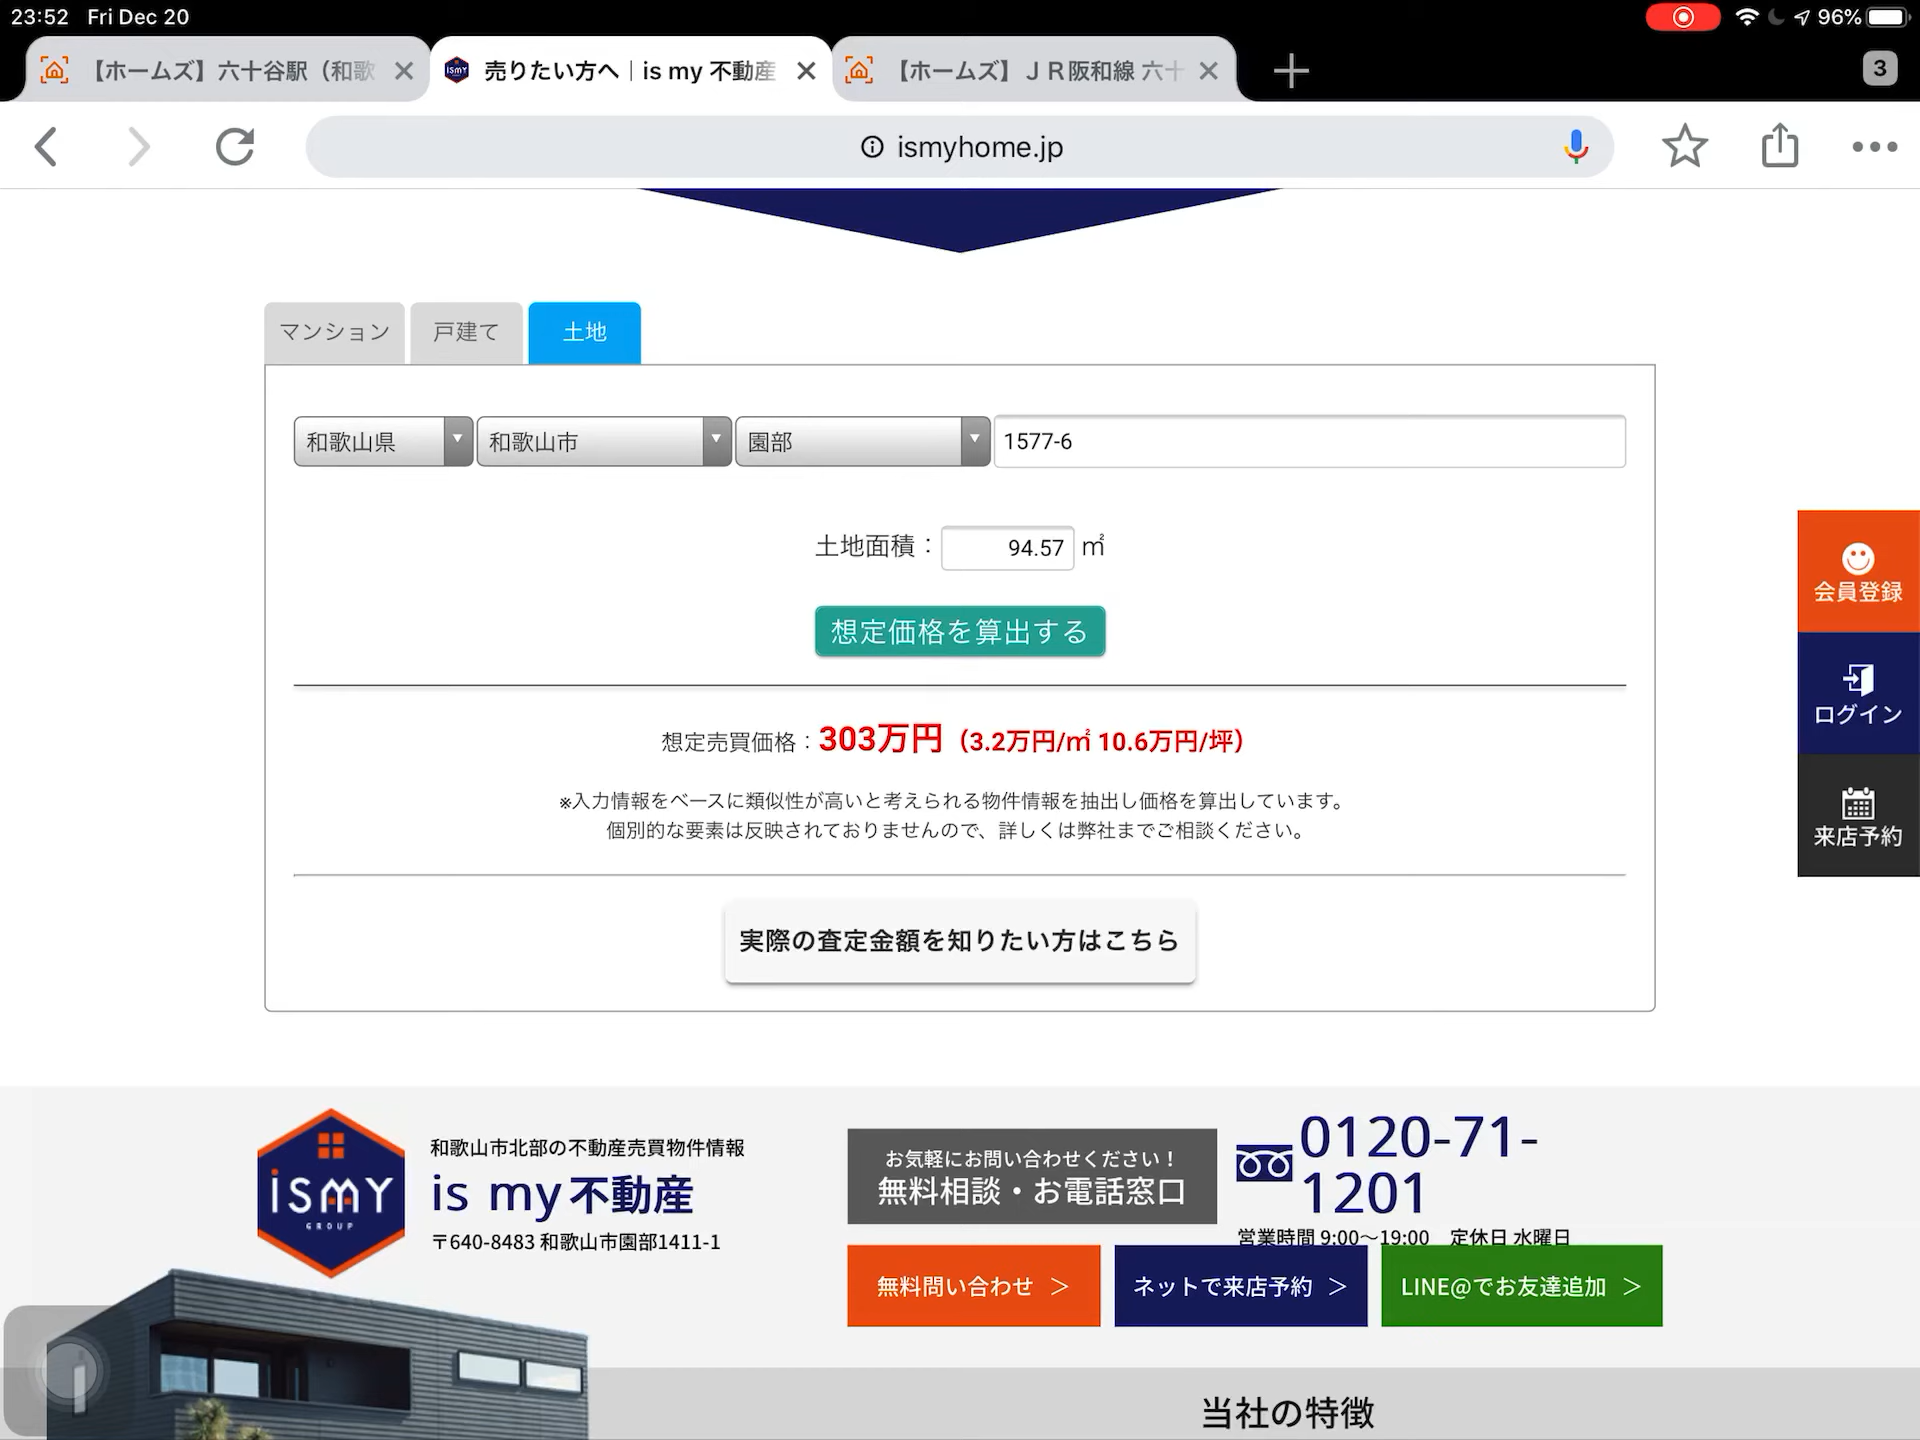 23:52 Fri Dec 20
96%
【ホームズ】六十谷駅（和歌
売りたい方へ｜is my 不動産
【ホームズ】ＪＲ阪和線 六十
3
ismyhome.jp
マンション
戸建て
土地
和歌山県
和歌山市
園部
1577-6
土地面積：94.57 ㎡
想定価格を算出する
想定売買価格：303万円（3.2万円/㎡ 10.6万円/坪）
※入力情報をベースに類似性が高いと考えられる物件情報を抽出し価格を算出しています。
個別的な要素は反映されておりませんので、詳しくは弊社までご相談ください。
実際の査定金額を知りたい方はこちら
会員登録
ログイン
来店予約
ismy
GROUP
和歌山市北部の不動産売買物件情報
is my 不動産
〒640-8483 和歌山市園部1411-1
お気軽にお問い合わせください！
無料相談・お電話窓口
0120-71-
1201
営業時間 9:00〜19:00　定休日 水曜日
無料問い合わせ ＞
ネットで来店予約 ＞
LINE@でお友達追加 ＞
当社の特徴